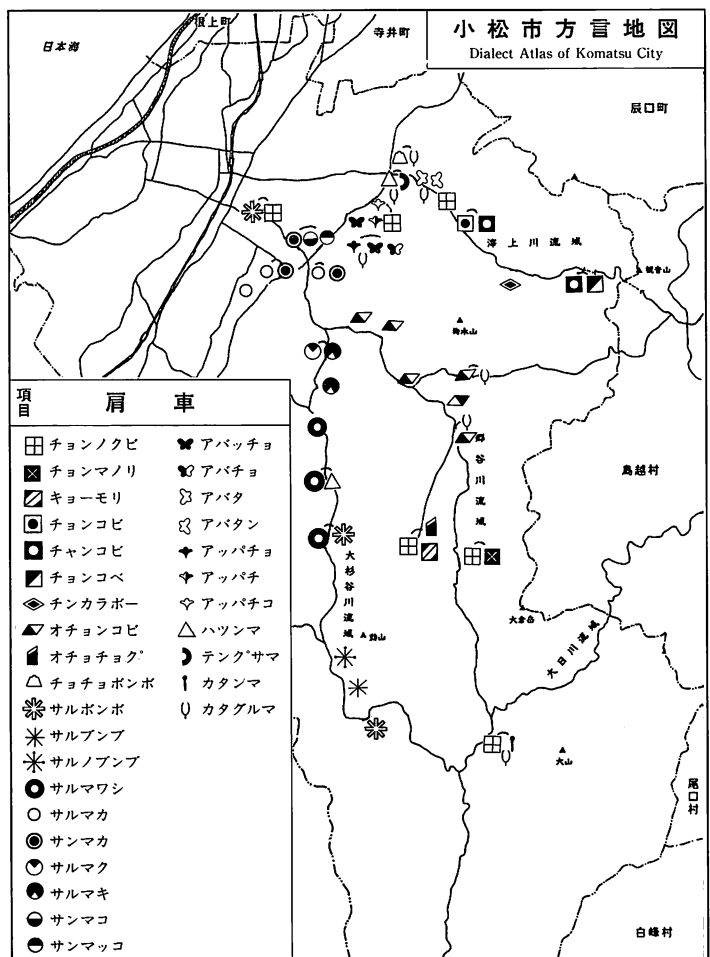 小松市方言地図
Dialect Atlas of Komatsu City
根上町
寺井町
日本海
辰口町
滓上川流域
観音山
鳥越村
郷谷川流域
大杉谷川流域
大倉岳
大日川流域
大山
尾口村
白峰村
項目
肩車
チョンノクビ
チョンマノリ
キョーモリ
チョンコビ
チャンコビ
チョンコベ
チンカラボー
オチョンコビ
オチョチョク゜
チョチョボンボ
サルボンボ
サルブンブ
サルノブンブ
サルマワシ
サルマカ
サンマカ
サルマク
サルマキ
サンマコ
サンマッコ
アバッチョ
アバチョ
アバタ
アバタン
アッパチョ
アッパチ
アッパチコ
ハツンマ
テンク゜サマ
カタンマ
カタグルマ